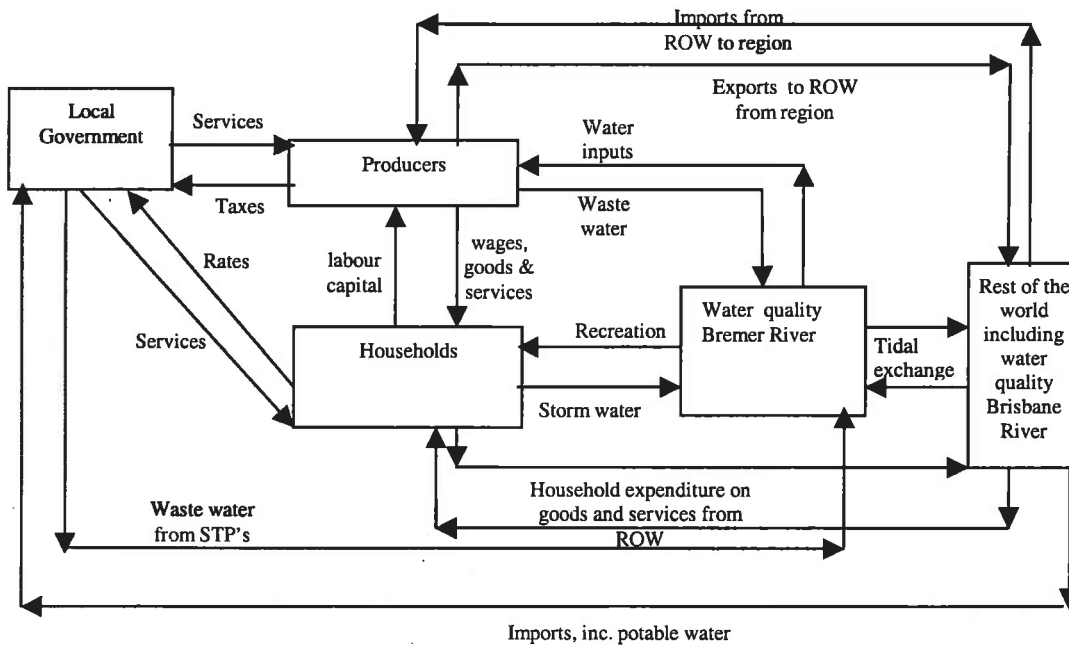 Imports from
ROW to region
Exports to ROW
from region
Local
Government
Services
Producers
Water
inputs
Taxes
Waste
water
Rates
labour
capital
wages,
goods &
services
Services
Households
Recreation
Storm water
Water quality
Bremer River
Tidal
exchange
Rest of the
world
including
water
quality
Brisbane
River
Waste water
from STP's
Household expenditure on
goods and services from
ROW
Imports, inc. potable water